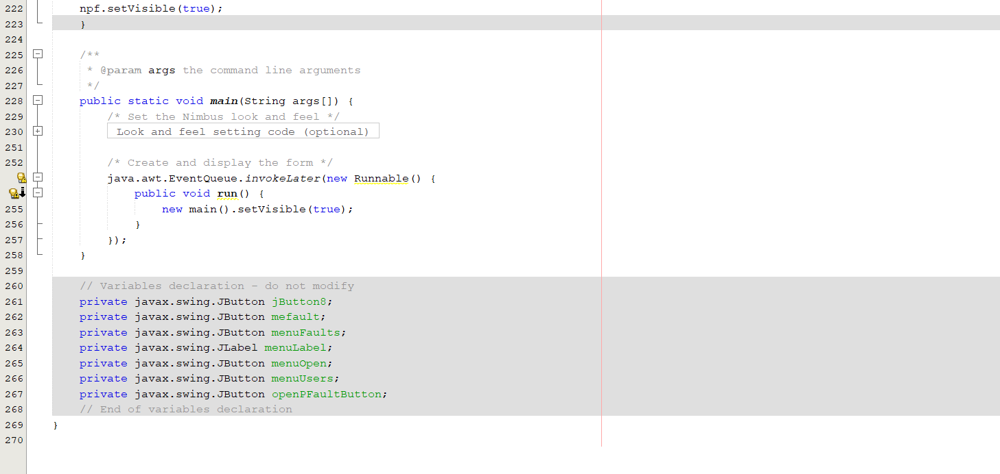 222 npf.setVisible(true);
223 }
224
225 /**
226 * @param args the command line arguments
227 */
228 public static void main(String args[]) {
229 /* Set the Nimbus look and feel */
230 Look and feel setting code (optional)
251
252 /* Create and display the form */
java.awt.EventQueue.invokeLater(new Runnable() {
public void run() {
255 new main().setVisible(true);
256 }
257 });
258 }
259
260 // Variables declaration - do not modify
261 private javax.swing.JButton jButton8;
262 private javax.swing.JButton mefault;
263 private javax.swing.JButton menuFaults;
264 private javax.swing.JLabel menuLabel;
265 private javax.swing.JButton menuOpen;
266 private javax.swing.JButton menuUsers;
267 private javax.swing.JButton openPFaultButton;
268 // End of variables declaration
269 }
270